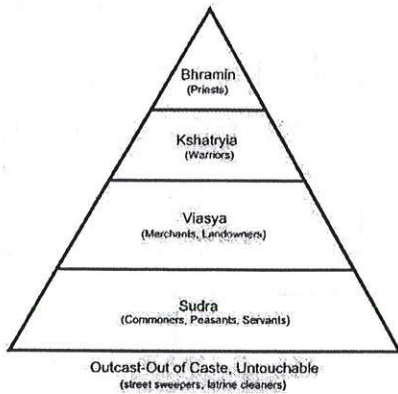 Bhramin
(Priests)
Kshatryia
(Warriors)
Viasya
(Merchants, Landowners)
Sudra
(Commoners, Peasants, Servants)
Outcast-Out of Caste, Untouchable
(street sweepers, latrine cleaners)